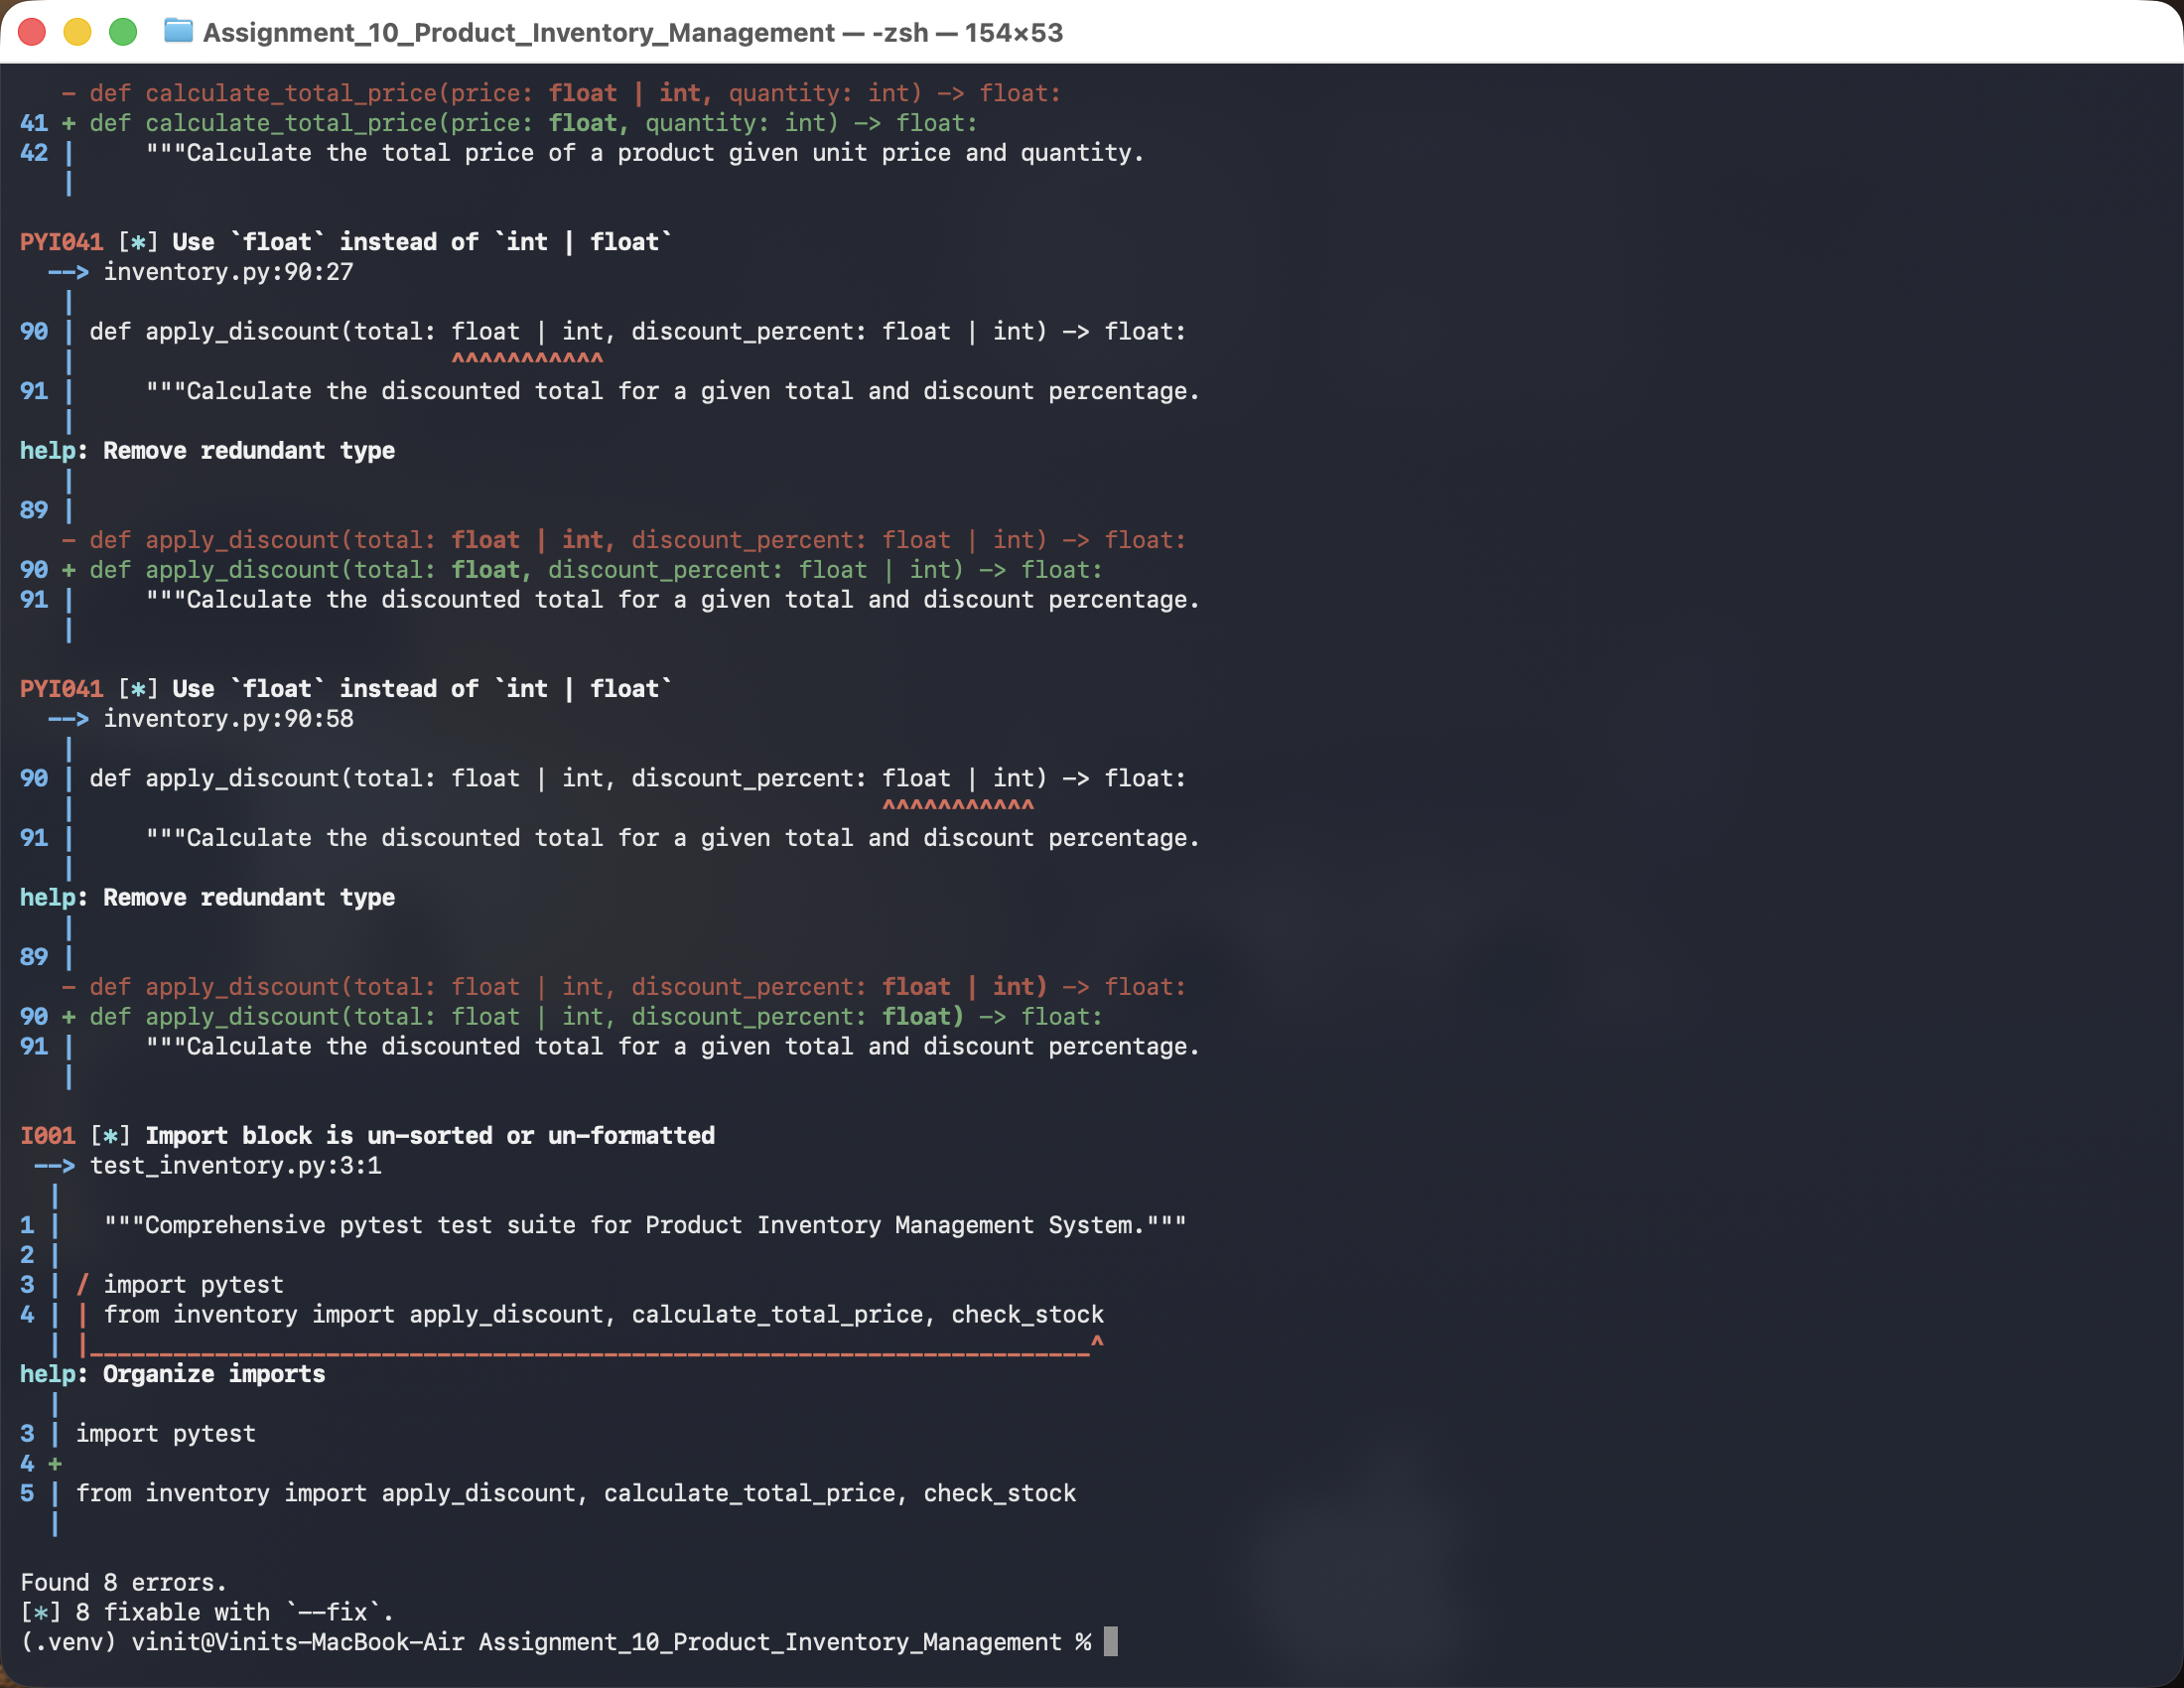 Assignment_10_Product_Inventory_Management — -zsh — 154×53
   - def calculate_total_price(price: float | int, quantity: int) -> float:
41 + def calculate_total_price(price: float, quantity: int) -> float:
42 |     """Calculate the total price of a product given unit price and quantity.
   |

PYI041 [*] Use `float` instead of `int | float`
  --> inventory.py:90:27
   |
90 | def apply_discount(total: float | int, discount_percent: float | int) -> float:
   |                           ^^^^^^^^^^^
91 |     """Calculate the discounted total for a given total and discount percentage.
   |
help: Remove redundant type
   |
89 |
   - def apply_discount(total: float | int, discount_percent: float | int) -> float:
90 + def apply_discount(total: float, discount_percent: float | int) -> float:
91 |     """Calculate the discounted total for a given total and discount percentage.
   |

PYI041 [*] Use `float` instead of `int | float`
  --> inventory.py:90:58
   |
90 | def apply_discount(total: float | int, discount_percent: float | int) -> float:
   |                                                          ^^^^^^^^^^^
91 |     """Calculate the discounted total for a given total and discount percentage.
   |
help: Remove redundant type
   |
89 |
   - def apply_discount(total: float | int, discount_percent: float | int) -> float:
90 + def apply_discount(total: float | int, discount_percent: float) -> float:
91 |     """Calculate the discounted total for a given total and discount percentage.
   |

I001 [*] Import block is un-sorted or un-formatted
 --> test_inventory.py:3:1
  |
1 |   """Comprehensive pytest test suite for Product Inventory Management System."""
2 |
3 | / import pytest
4 | | from inventory import apply_discount, calculate_total_price, check_stock
  | |________________________________________________________________________^
help: Organize imports
  |
3 | import pytest
4 +
5 | from inventory import apply_discount, calculate_total_price, check_stock
  |

Found 8 errors.
[*] 8 fixable with `--fix`.
(.venv) vinit@Vinits-MacBook-Air Assignment_10_Product_Inventory_Management %